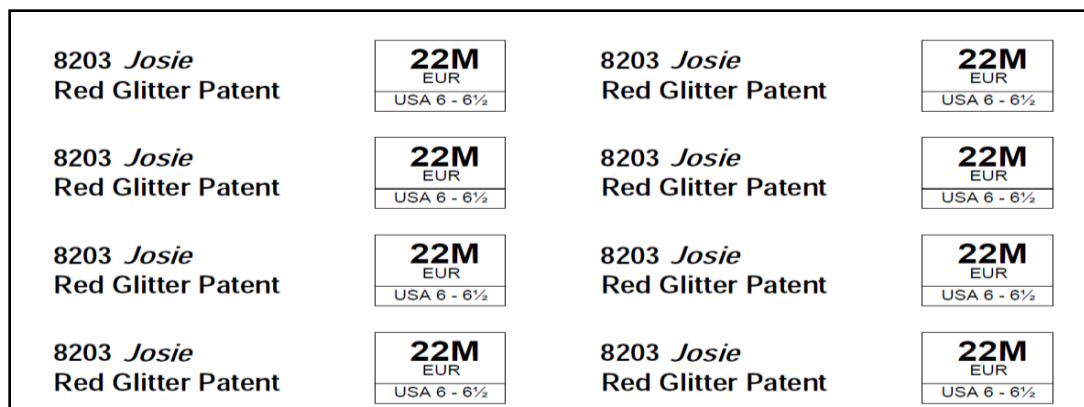 8203 Josie
Red Glitter Patent
22M
EUR
USA 6 - 6½
8203 Josie
Red Glitter Patent
22M
EUR
USA 6 - 6½
8203 Josie
Red Glitter Patent
22M
EUR
USA 6 - 6½
8203 Josie
Red Glitter Patent
22M
EUR
USA 6 - 6½
8203 Josie
Red Glitter Patent
22M
EUR
USA 6 - 6½
8203 Josie
Red Glitter Patent
22M
EUR
USA 6 - 6½
8203 Josie
Red Glitter Patent
22M
EUR
USA 6 - 6½
8203 Josie
Red Glitter Patent
22M
EUR
USA 6 - 6½